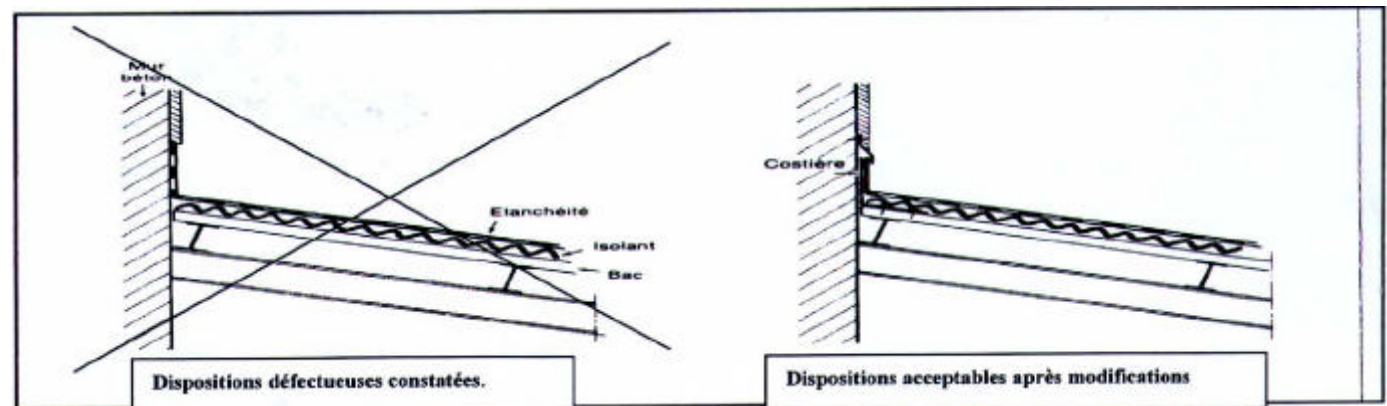 Mur
béton
Etanchéité
Isolant
Bac
Dispositions défectueuses constatées.
Costière
Dispositions acceptables après modifications